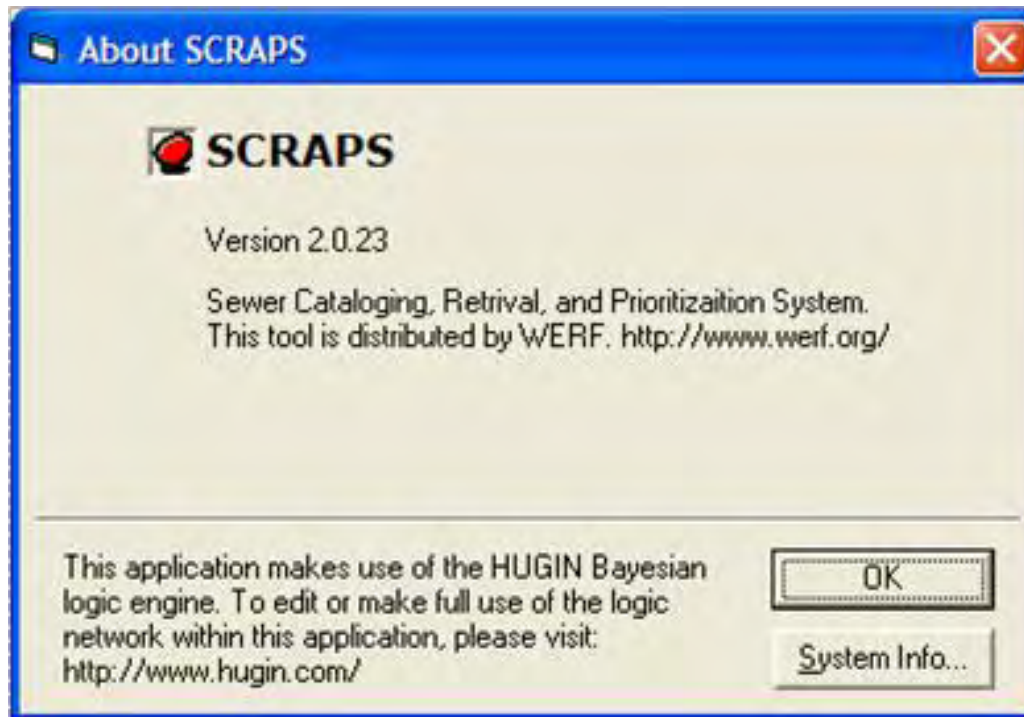 About SCRAPS
SCRAPS
Version 2.0.23
Sewer Cataloging, Retrival, and Prioritizaition System.
This tool is distributed by WERF. http://www.werf.org/
This application makes use of the HUGIN Bayesian
logic engine. To edit or make full use of the logic
network within this application, please visit:
http://www.hugin.com/
OK
System Info...